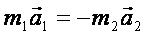 m₁a⃗₁ = −m₂a⃗₂